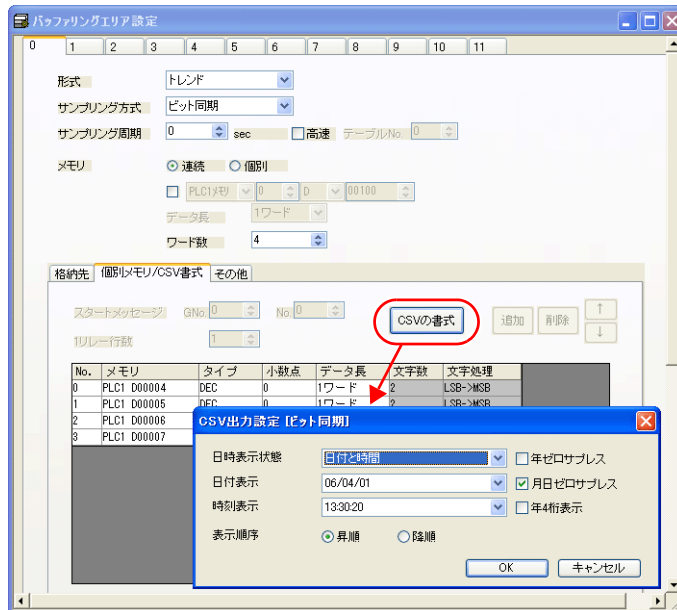 バッファリングエリア設定
0 1 2 3 4 5 6 7 8 9 10 11
形式 トレンド
サンプリング方式 ビット同期
サンプリング周期 0 sec 高速 テーブルNo. 0
メモリ 連続 個別
PLC1メモリ 0 D 00100
データ長 1ワード
ワード数 4
格納先 個別メモリ/CSV書式 その他
スタートメッセージ GNo. 0 No. 0 CSVの書式 追加 削除 ↑
1リレー行数 1 ↓
No. メモリ タイプ 小数点 データ長 文字数 文字処理
0 PLC1 D00004 DEC 0 1ワード 2 LSB->MSB
1 PLC1 D00005 DEC 0 1ワード 2 LSB->MSB
2 PLC1 D00006
3 PLC1 D00007
CSV出力設定 [ビット同期]
日時表示状態 日付と時間 年ゼロサプレス
日付表示 06/04/01 月日ゼロサプレス
時刻表示 13:30:20 年4桁表示
表示順序 昇順 降順
OK キャンセル